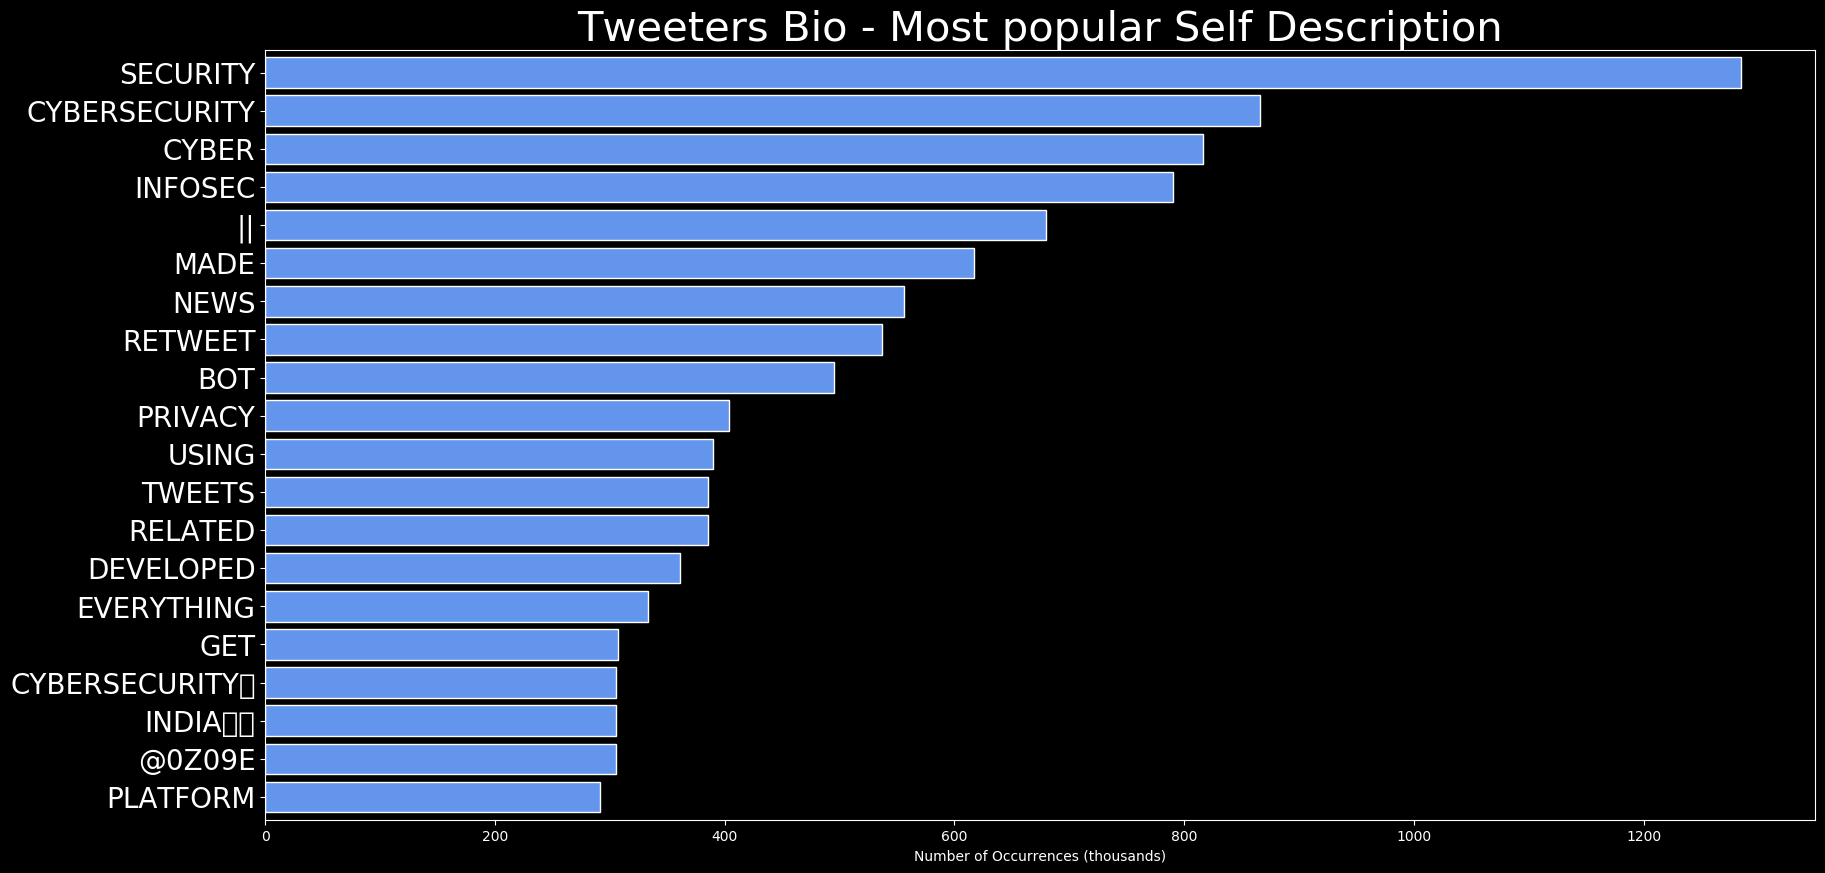 Tweeters Bio - Most popular Self Description
SECURITY
CYBERSECURITY
CYBER
INFOSEC
||
MADE
NEWS
RETWEET
BOT
PRIVACY
USING
TWEETS
RELATED
DEVELOPED
EVERYTHING
GET
CYBERSECURITY▯
INDIA▯▯
@0Z09E
PLATFORM
0 200 400 600 800 1000 1200
Number of Occurrences (thousands)